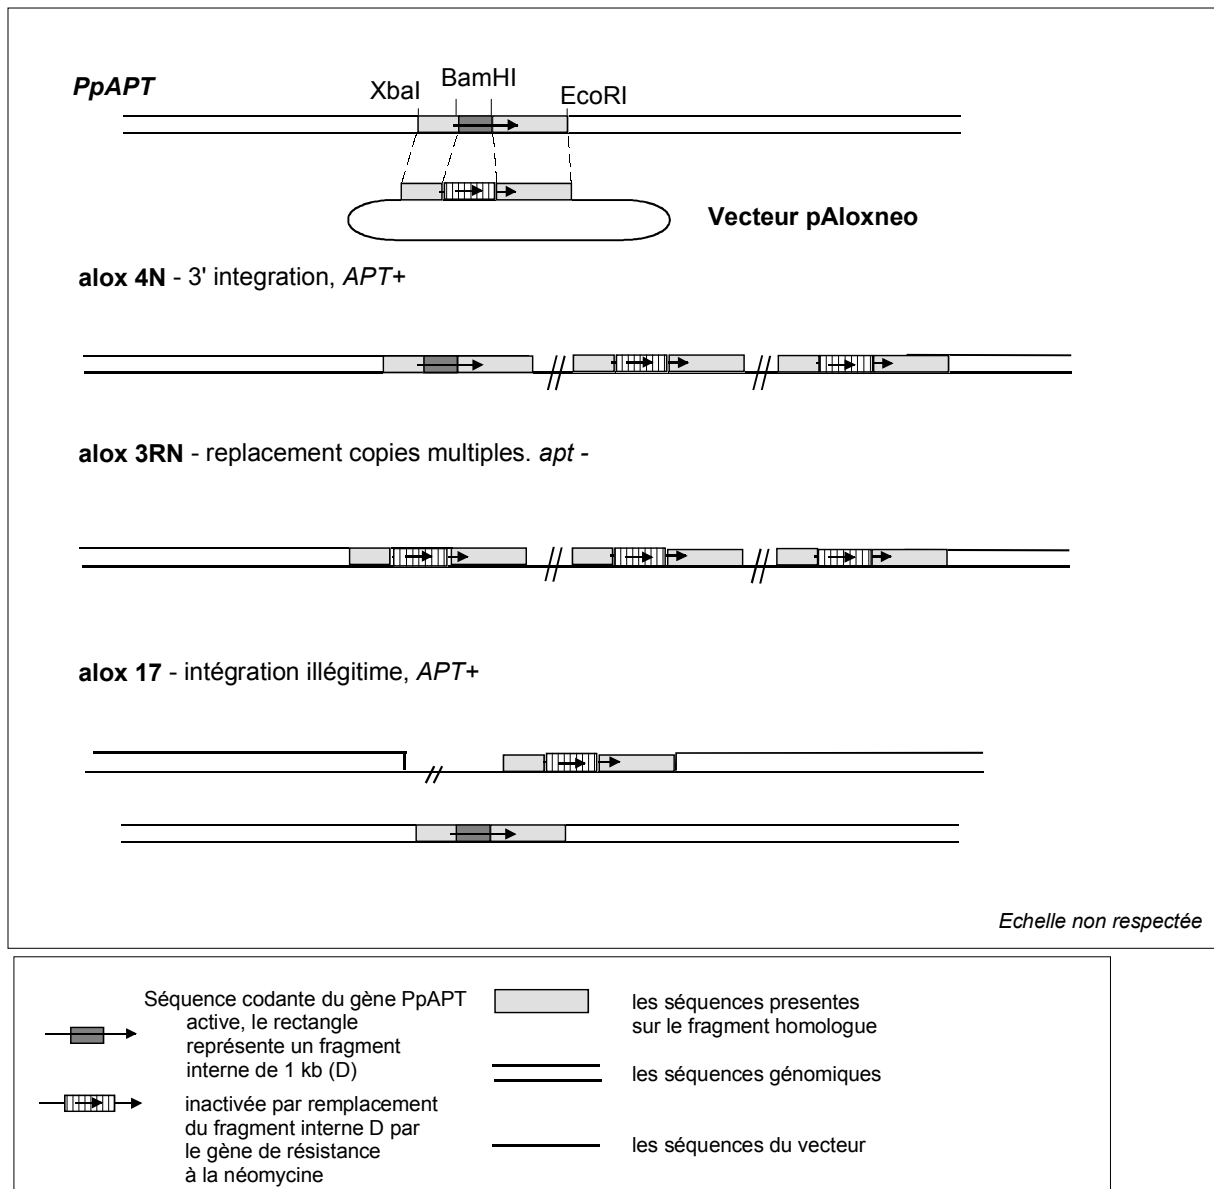 PpAPT
XbaI
BamHI
EcoRI
Vecteur pAloxneo
alox 4N - 3' integration, APT+
alox 3RN - replacement copies multiples. apt -
alox 17 - intégration illégitime, APT+
Echelle non respectée
Séquence codante du gène PpAPT
active, le rectangle
représente un fragment
interne de 1 kb (D)
inactivée par remplacement
du fragment interne D par
le gène de résistance
à la néomycine
les séquences presentes
sur le fragment homologue
les séquences génomiques
les séquences du vecteur